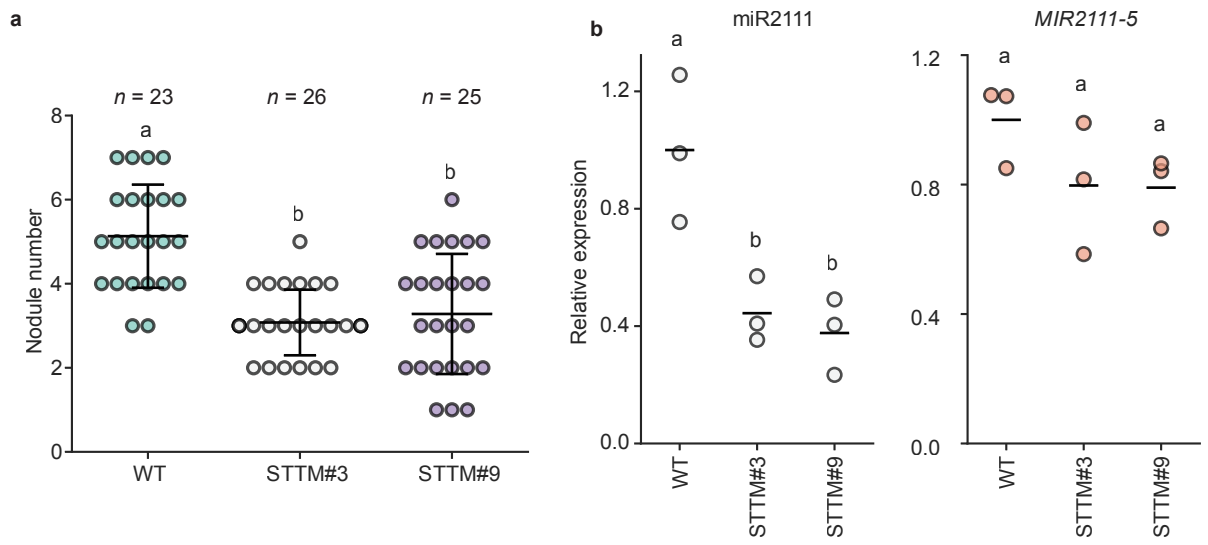 a
n = 23
n = 26
n = 25
8
6
4
2
0
Nodule number
a
b
b
WT
STTM#3
STTM#9
b
miR2111
MIR2111-5
Relative expression
1.2
0.8
0.4
0.0
a
b
b
WT
STTM#3
STTM#9
1.2
0.8
0.4
0.0
a
a
a
WT
STTM#3
STTM#9